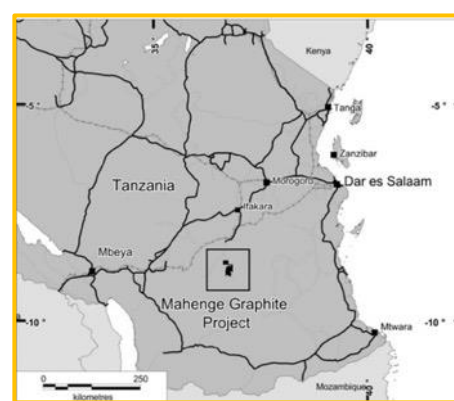 35
40
Kenya
-5 °
-5 °
Tanga
Zanzibar
Tanzania
Morogoro
Dar es Salaam
Ifakara
Mbeya
Mahenge Graphite
Project
-10 °
-10 °
Mtwara
0
250
kilometres
Mozambique
40